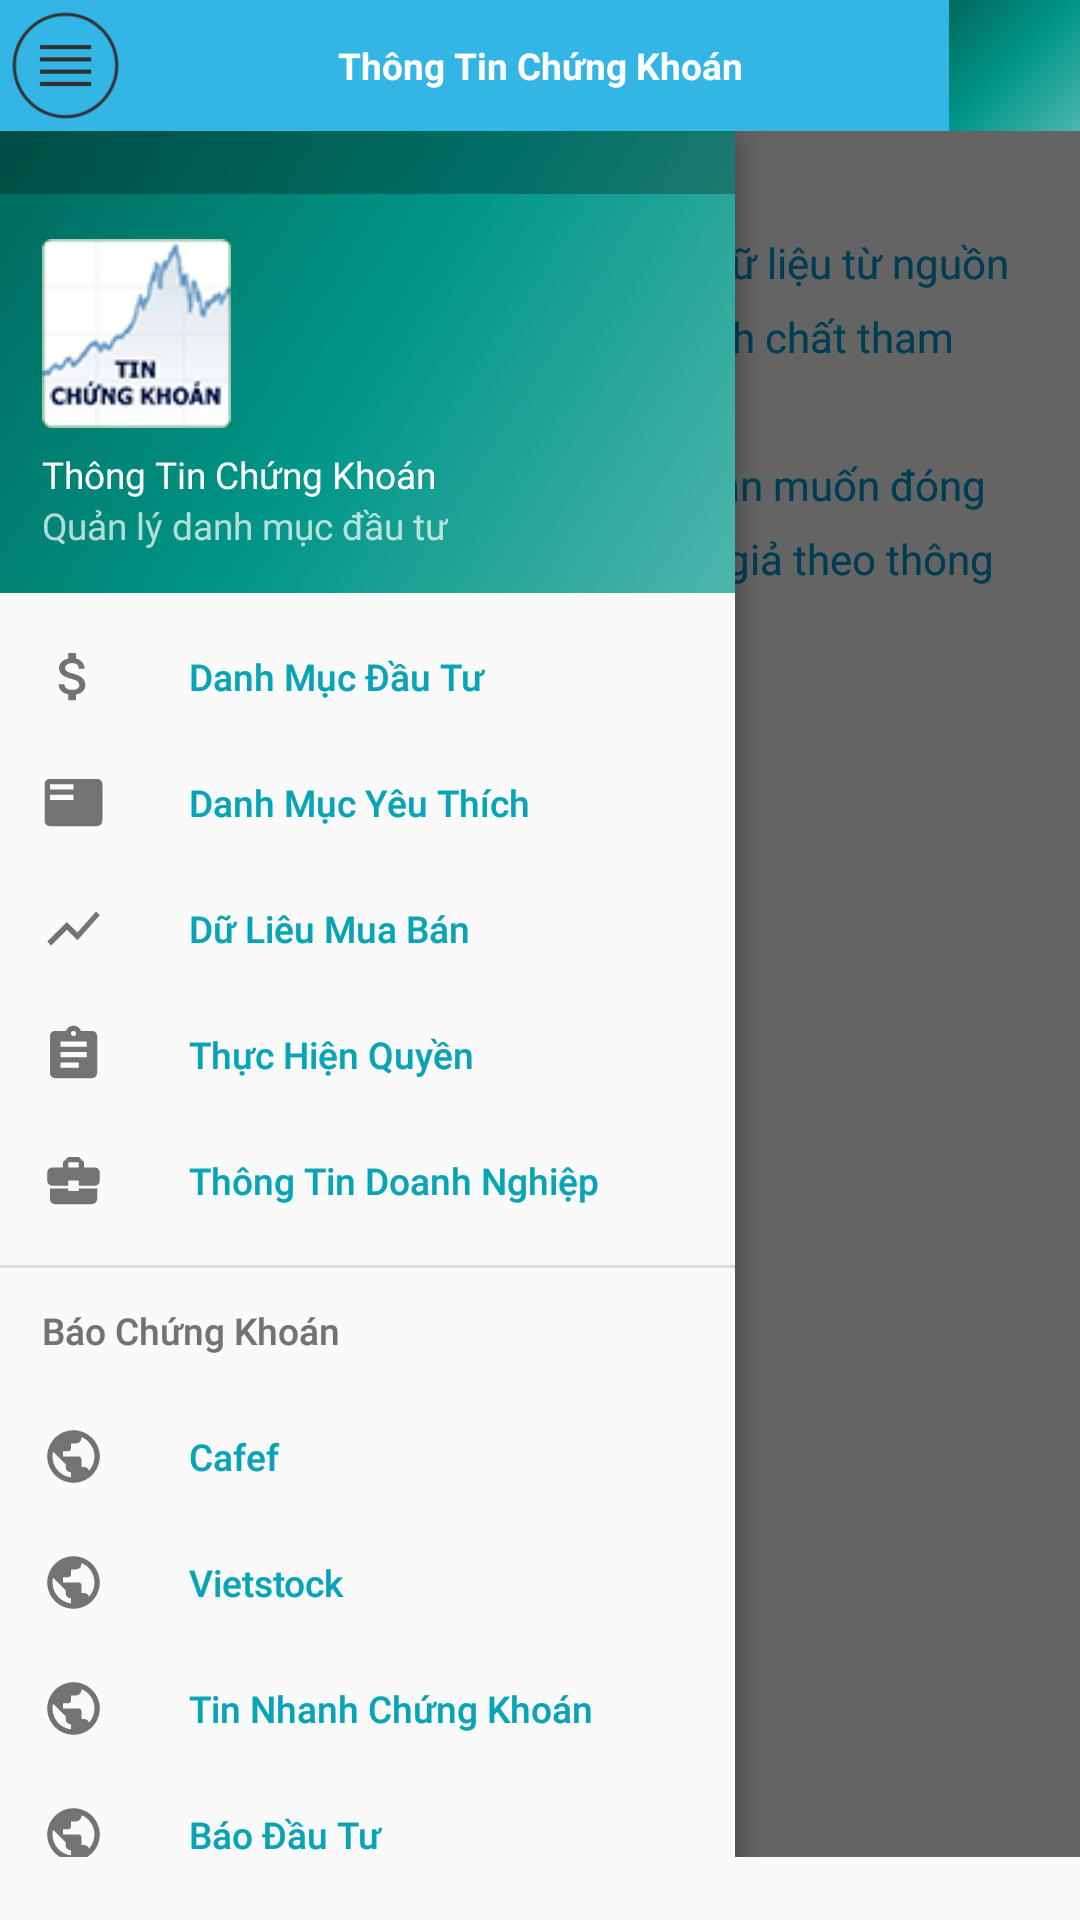 Thông Tin Chứng Khoán
TIN
CHỨNG KHOÁN
Thông Tin Chứng Khoán
Quản lý danh mục đầu tư
liệu từ nguồn
chất tham
muốn đóng
giả theo thông
Danh Mục Đầu Tư
Danh Mục Yêu Thích
Dữ Liêu Mua Bán
Thực Hiện Quyền
Thông Tin Doanh Nghiệp
Báo Chứng Khoán
Cafef
Vietstock
Tin Nhanh Chứng Khoán
Báo Đầu Tư